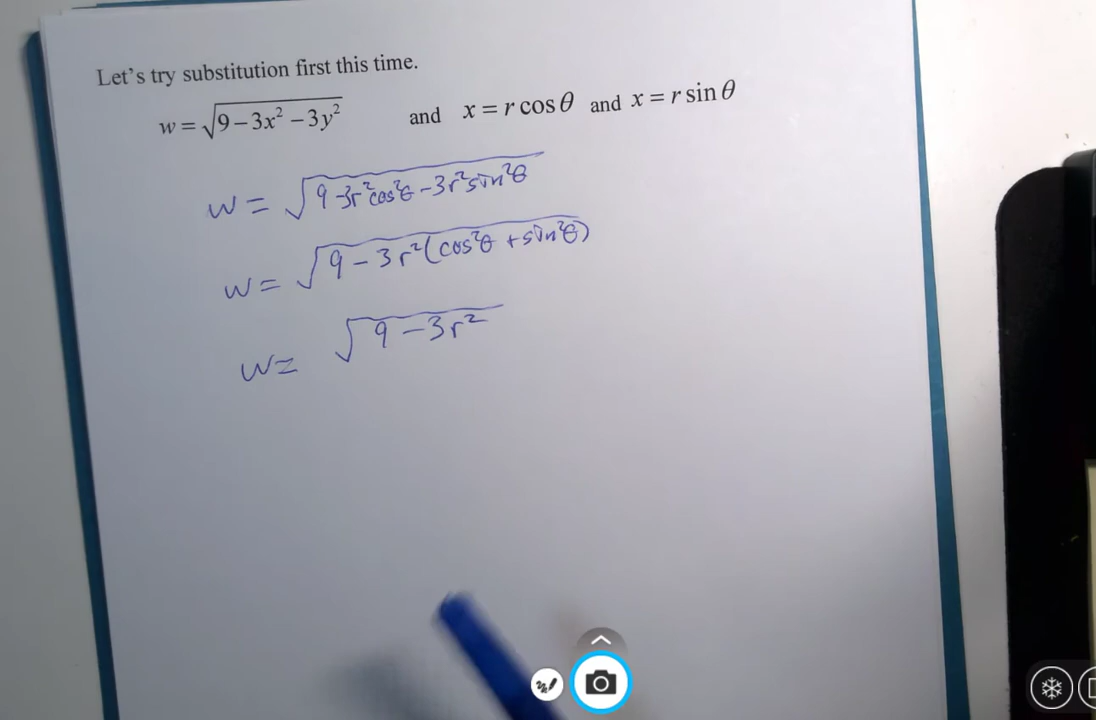 Let's try substitution first this time.
w = √(9 − 3x² − 3y²) and x = r cos θ and x = r sin θ
w = √(9 − 3r²cos²θ − 3r²sin²θ)
w = √(9 − 3r²(cos²θ + sin²θ))
w = √(9 − 3r²)